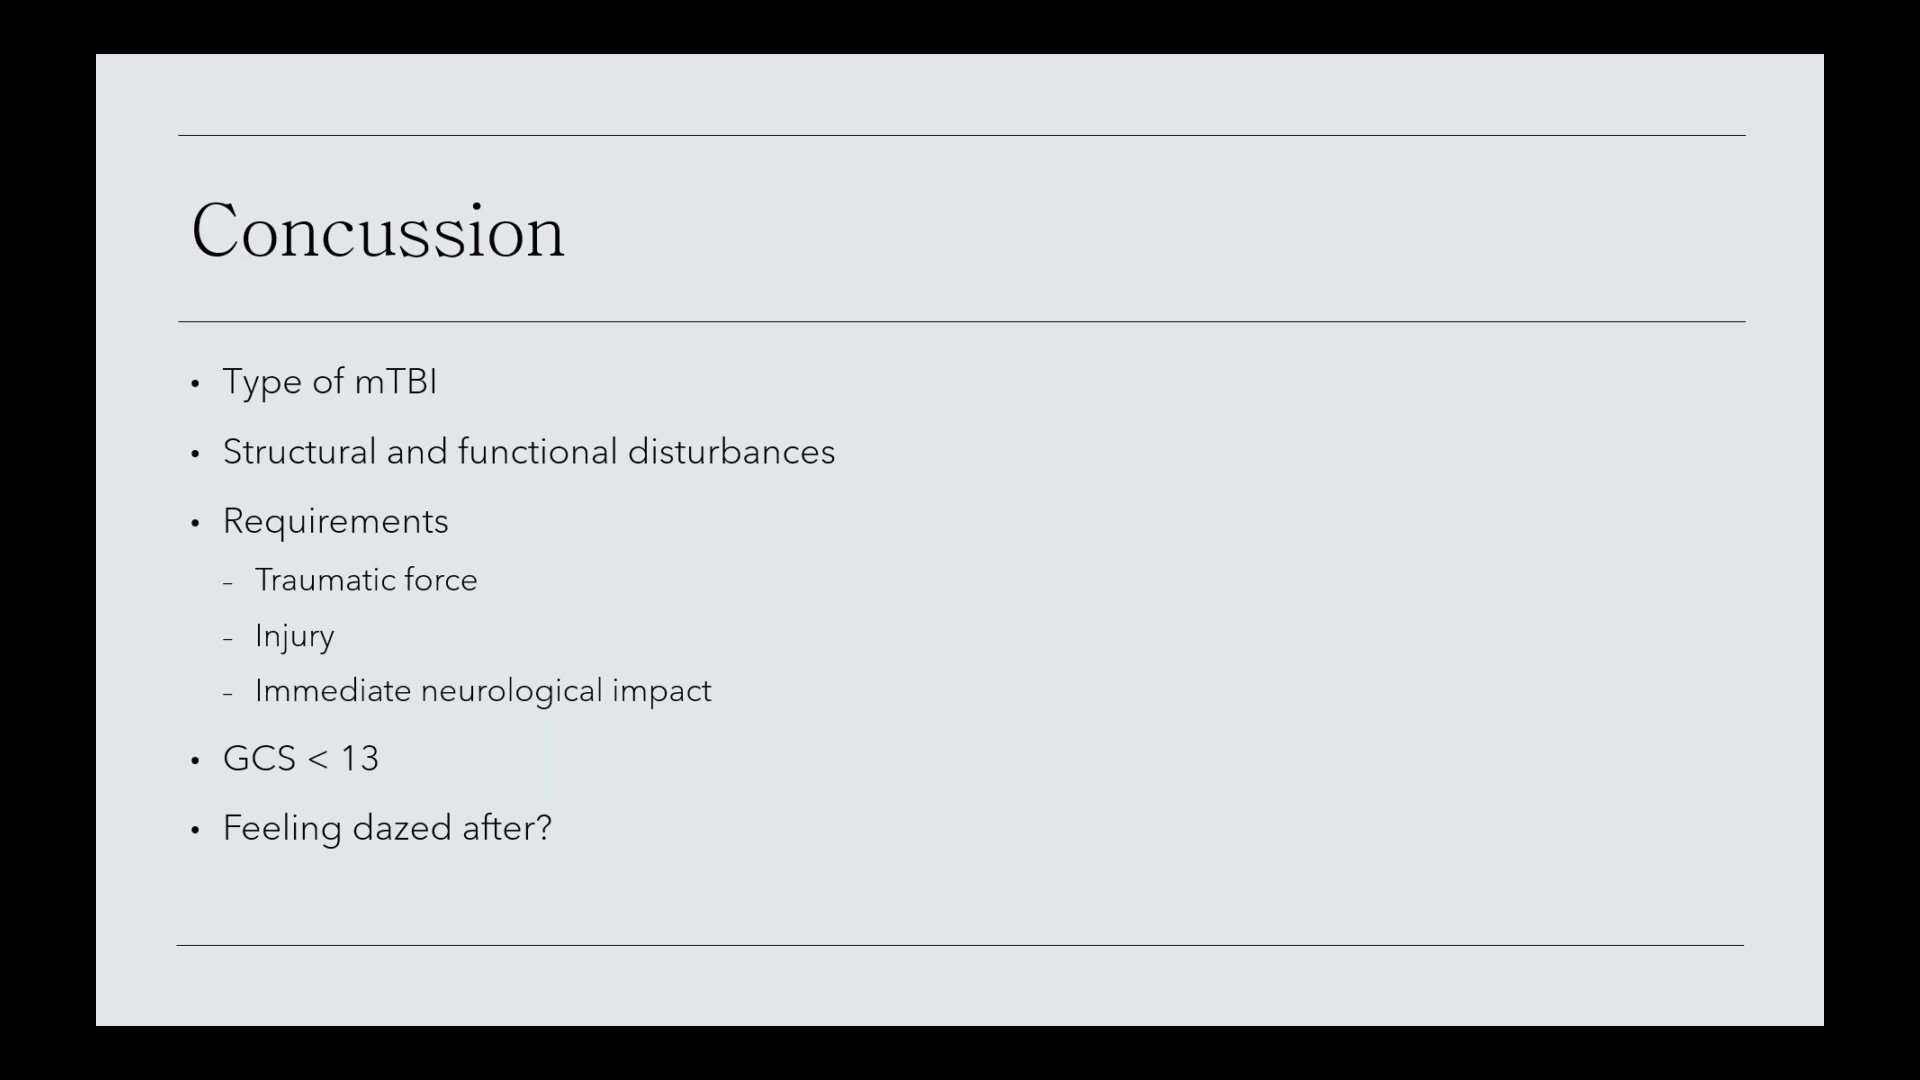 Concussion
• Type of mTBI
• Structural and functional disturbances
• Requirements
- Traumatic force
- Injury
- Immediate neurological impact
• GCS < 13
• Feeling dazed after?